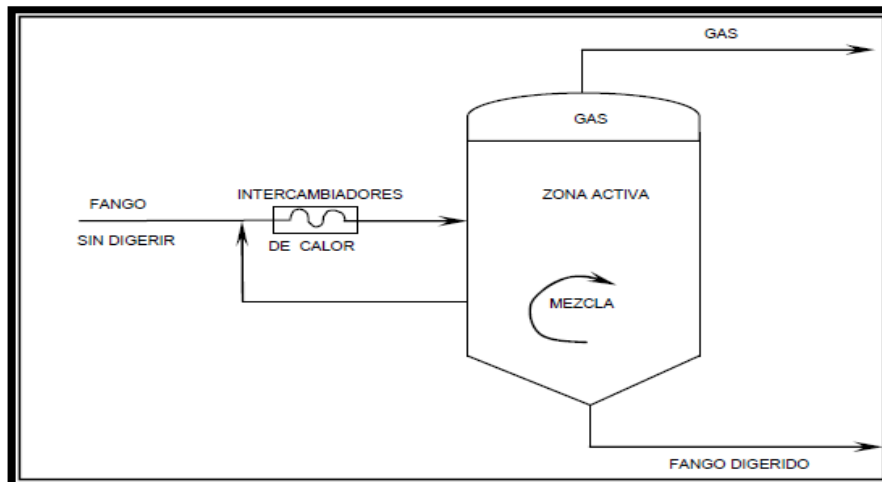 GAS
GAS
FANGO
SIN DIGERIR
INTERCAMBIADORES
DE CALOR
ZONA ACTIVA
MEZCLA
FANGO DIGERIDO